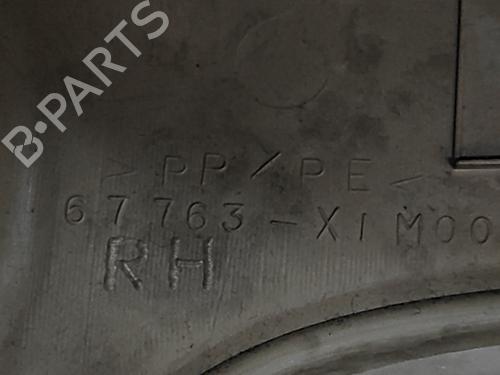 B-PARTS
>PP/PE<
67763-X1M00
RH